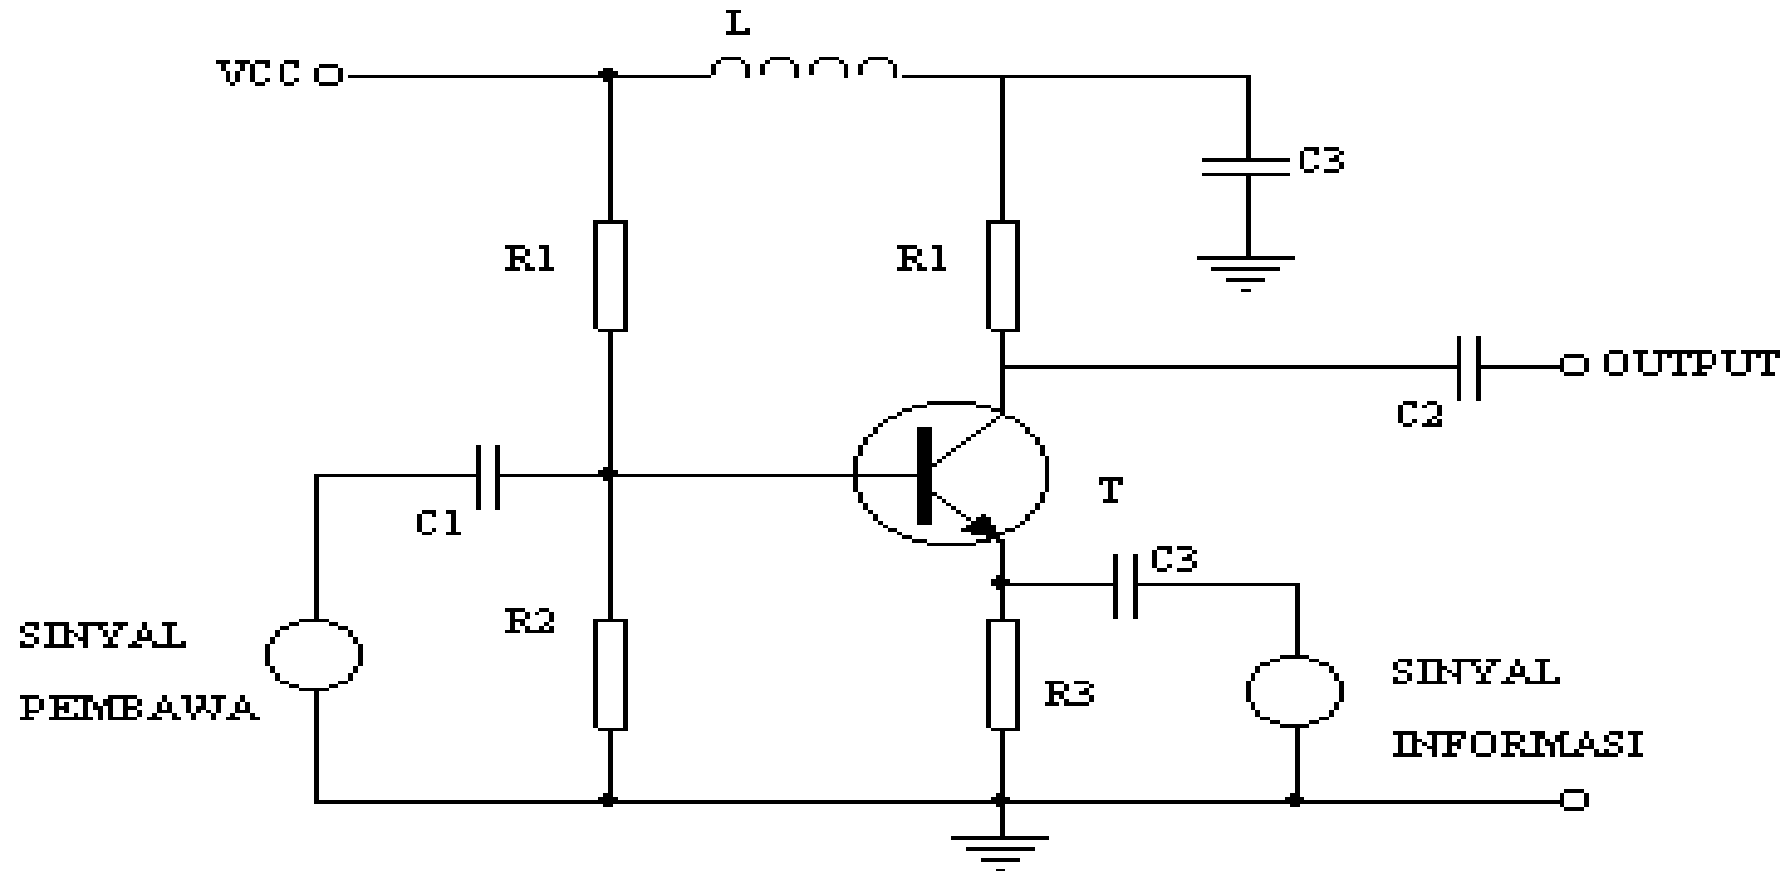 L
VCC
C3
R1
R1
OUTPUT
C2
T
C1
C3
R2
SINYAL
PEMBAWA
R3
SINYAL
INFORMASI